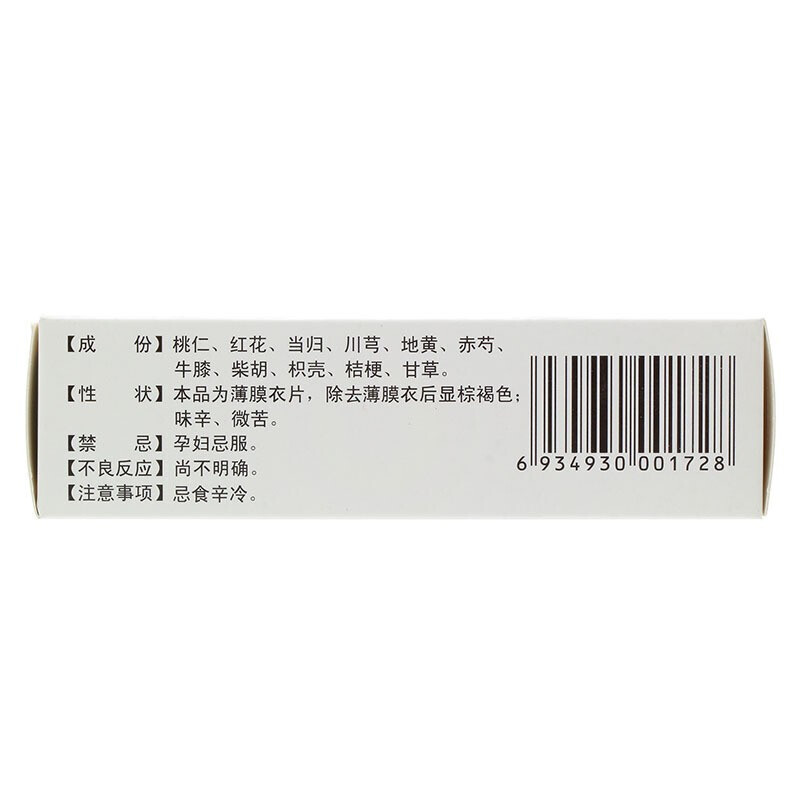 【成　份】桃仁、红花、当归、川芎、地黄、赤芍、
牛膝、柴胡、枳壳、桔梗、甘草。
【性　状】本品为薄膜衣片，除去薄膜衣后显棕褐色；
味辛、微苦。
【禁　忌】孕妇忌服。
【不良反应】尚不明确。
【注意事项】忌食辛冷。
6 934930 001728